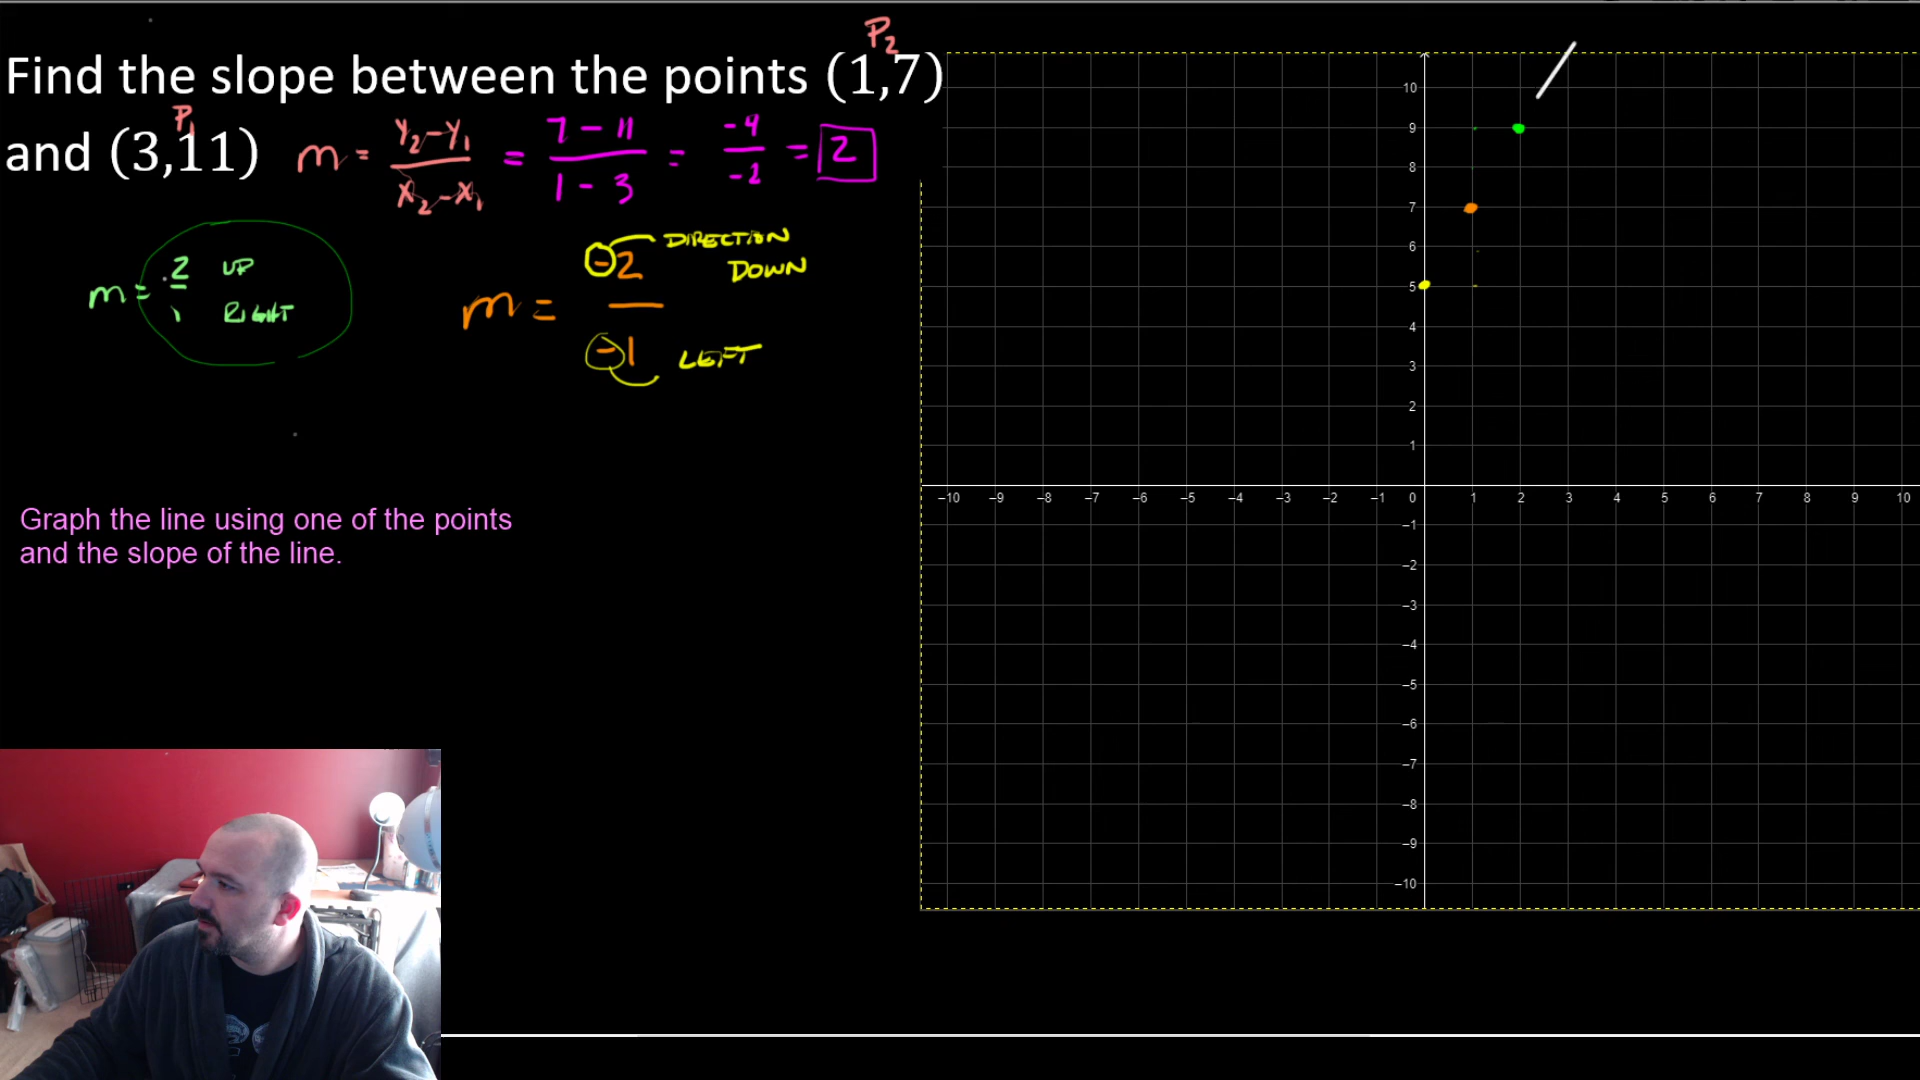 P2
Find the slope between the points (1,7)
P1
and (3,11) m = y2-y1 / x2-x1 = 7-11 / 1-3 = -4 / -2 = 2
m = 2 UP / 1 RIGHT
m = -2 / -1
DIRECTION
DOWN
LEFT
Graph the line using one of the points
and the slope of the line.
10
9
8
7
6
5
4
3
2
1
-10 -9 -8 -7 -6 -5 -4 -3 -2 -1 0 1 2 3 4 5 6 7 8 9 10
-1
-2
-3
-4
-5
-6
-7
-8
-9
-10